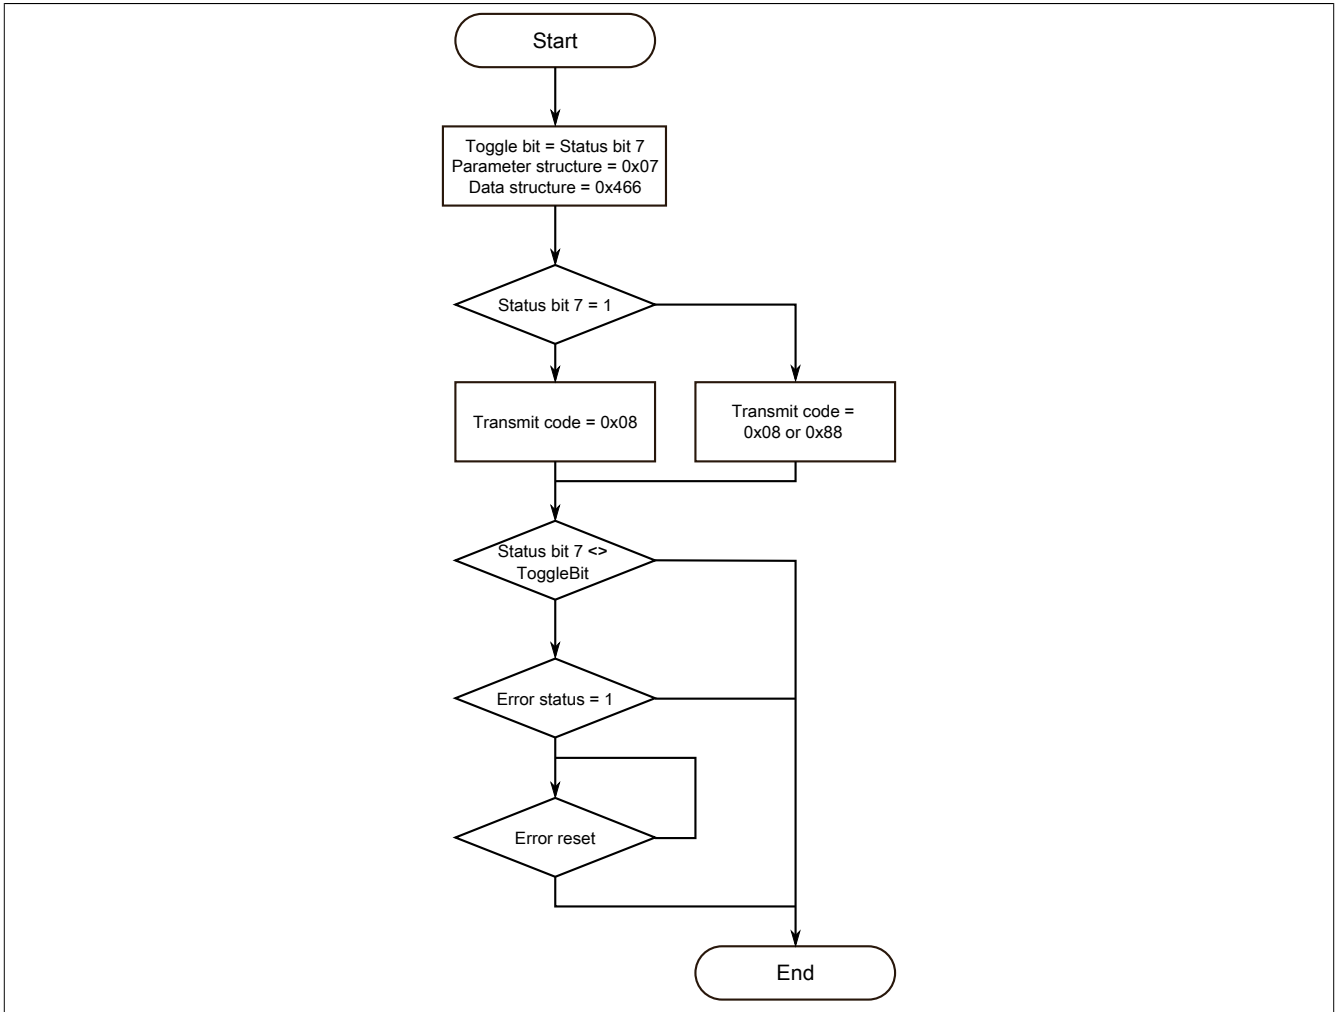 Start
Toggle bit = Status bit 7
Parameter structure = 0x07
Data structure = 0x466
Status bit 7 = 1
Transmit code = 0x08
Transmit code =
0x08 or 0x88
Status bit 7 <>
ToggleBit
Error status = 1
Error reset
End